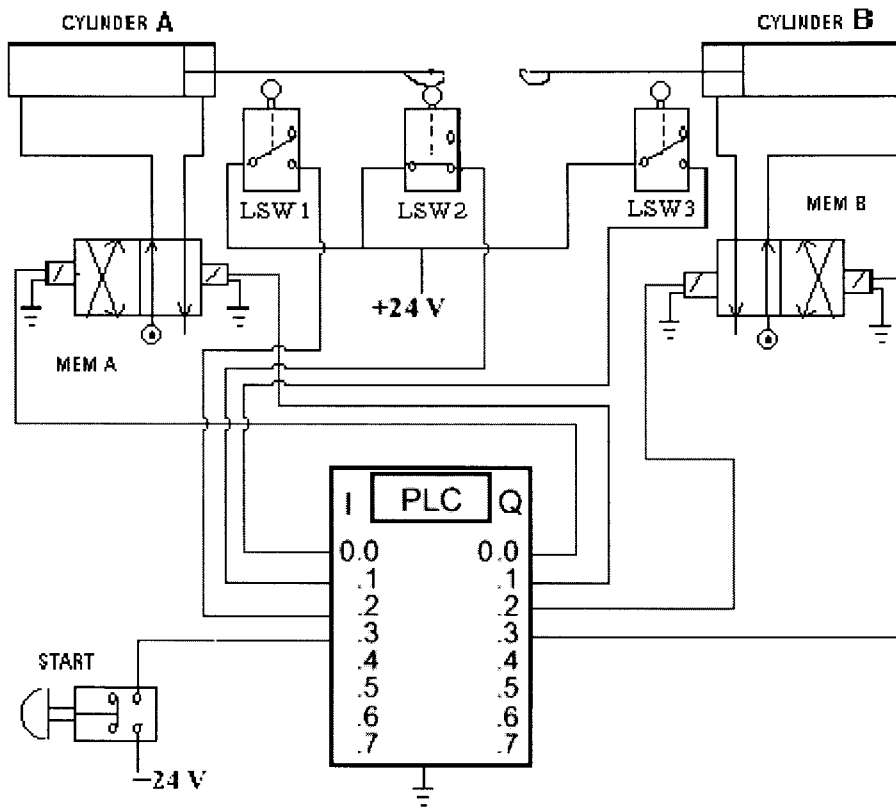 CYLINDER A
CYLINDER B
LSW1
LSW2
LSW3
MEM B
+24 V
MEM A
I PLC Q
0.0 0.0
.1 .1
.2 .2
.3 .3
.4 .4
.5 .5
.6 .6
.7 .7
START
−24 V